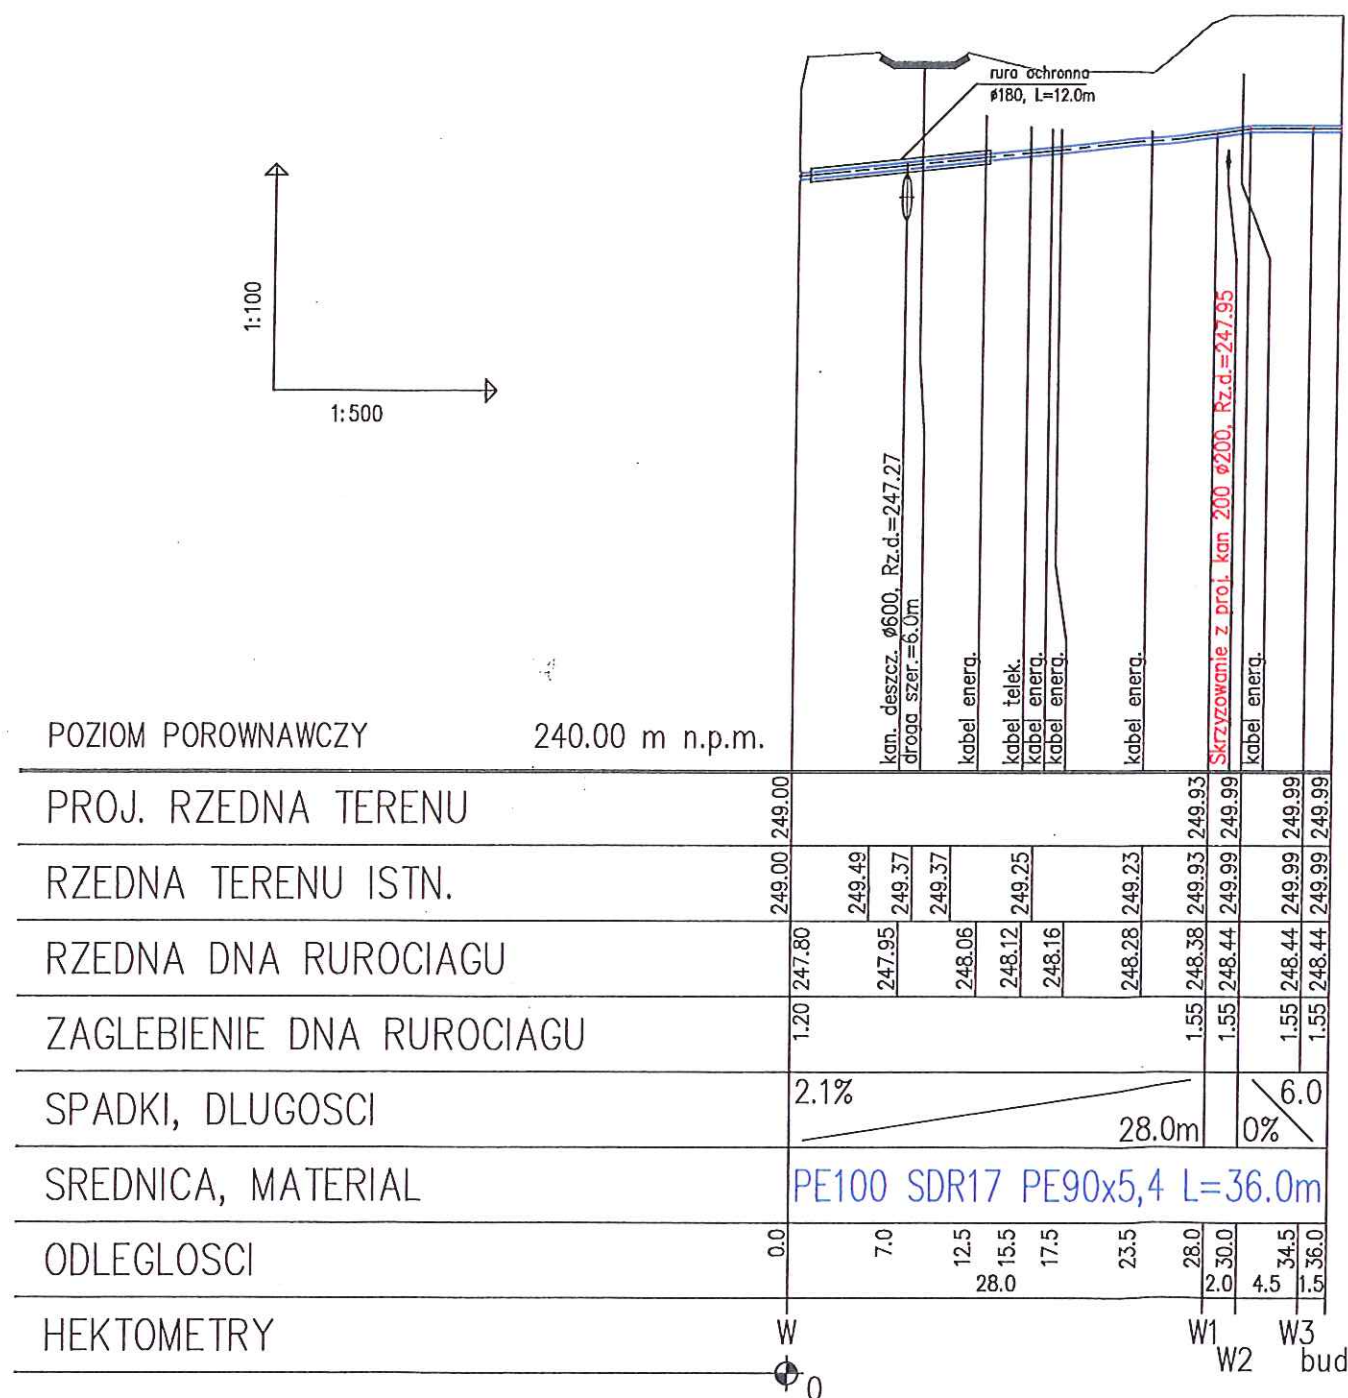 rura ochronna
ø180, L=12.0m
1:100
1:500
kan. deszcz. ø600, Rz.d.=247.27
droga szer.=6.0m
kabel energ.
kabel telek.
kabel energ.
kabel energ.
kabel energ.
Skrzyzowanie z proj. kan 200 ø200, Rz.d.=247.95
kabel energ.
POZIOM POROWNAWCZY 240.00 m n.p.m.
PROJ. RZEDNA TERENU 249.00 249.93 249.99 249.99 249.99
RZEDNA TERENU ISTN. 249.00 249.49 249.37 249.37 249.25 249.23 249.93 249.99 249.99 249.99
RZEDNA DNA RUROCIAGU 247.80 247.95 248.06 248.12 248.16 248.28 248.38 248.44 248.44 248.44
ZAGLEBIENIE DNA RUROCIAGU 1.20 1.55 1.55 1.55 1.55
SPADKI, DLUGOSCI 2.1% 28.0m 0% 6.0
SREDNICA, MATERIAL PE100 SDR17 PE90x5,4 L=36.0m
ODLEGLOSCI 0.0 7.0 12.5 15.5 17.5 23.5 28.0 30.0 34.5 36.0
28.0 2.0 4.5 1.5
HEKTOMETRY W W1 W2 W3 bud
0